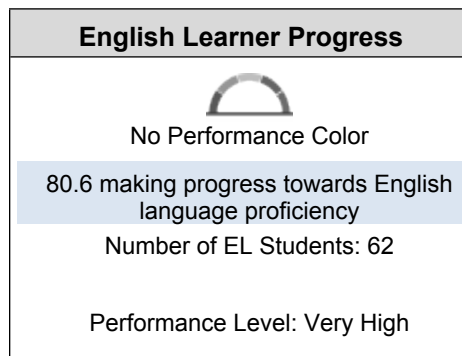 English Learner Progress
No Performance Color
80.6 making progress towards English
language proficiency
Number of EL Students: 62
Performance Level: Very High